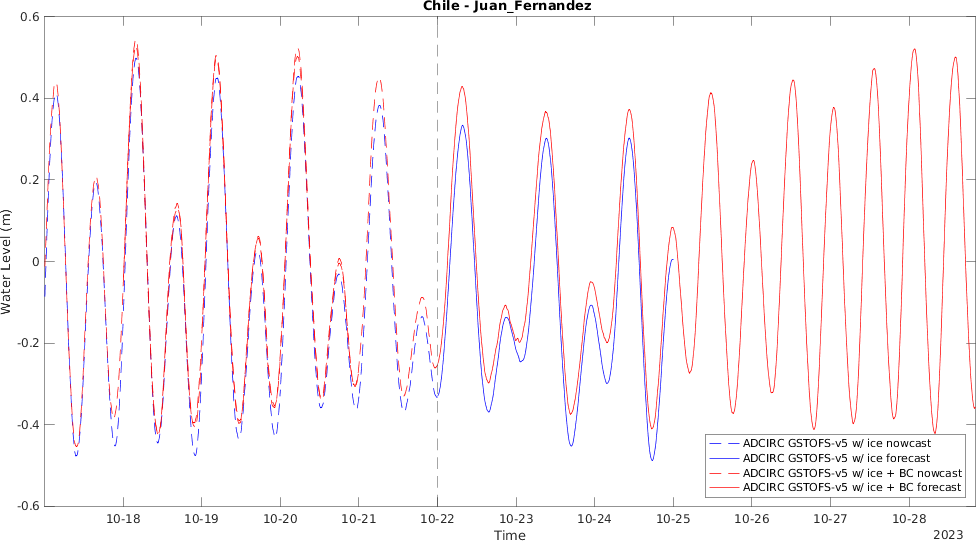 Chile - Juan_Fernandez
0.6
0.4
0.2
0
-0.2
-0.4
-0.6
Water Level (m)
ADCIRC GSTOFS-v5 w/ ice nowcast
ADCIRC GSTOFS-v5 w/ ice forecast
ADCIRC GSTOFS-v5 w/ ice + BC nowcast
ADCIRC GSTOFS-v5 w/ ice + BC forecast
10-18 10-19 10-20 10-21 10-22 10-23 10-24 10-25 10-26 10-27 10-28
Time
2023